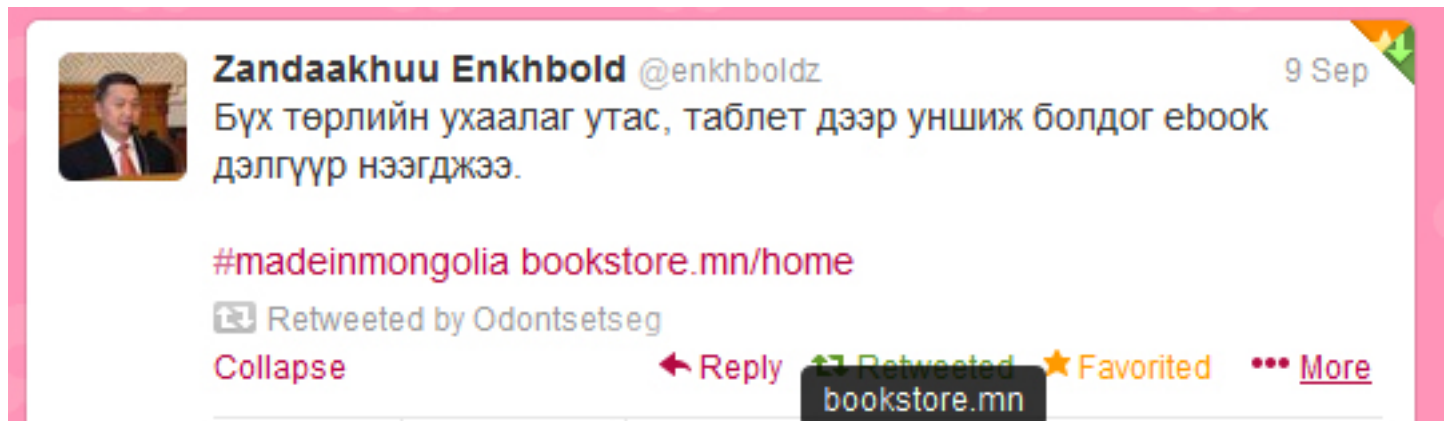 Zandaakhuu Enkhbold @enkhboldz 9 Sep
Бүх төрлийн ухаалаг утас, таблет дээр уншиж болдог ebook
дэлгүүр нээгджээ.
#madeinmongolia bookstore.mn/home
Retweeted by Odontsetseg
Collapse Reply Retweeted Favorited More
bookstore.mn